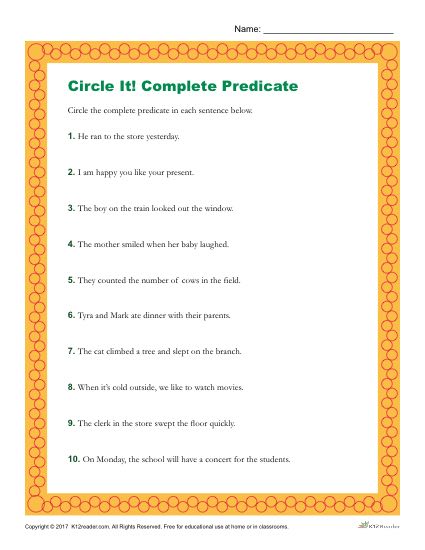 Name:
Circle It! Complete Predicate
Circle the complete predicate in each sentence below.
1. He ran to the store yesterday.
2. I am happy you like your present.
3. The boy on the train looked out the window.
4. The mother smiled when her baby laughed.
5. They counted the number of cows in the field.
6. Tyra and Mark ate dinner with their parents.
7. The cat climbed a tree and slept on the branch.
8. When it's cold outside, we like to watch movies.
9. The clerk in the store swept the floor quickly.
10. On Monday, the school will have a concert for the students.
Copyright © 2017 K12reader.com. All Rights Reserved. Free for educational use at home or in classrooms.
K12READER